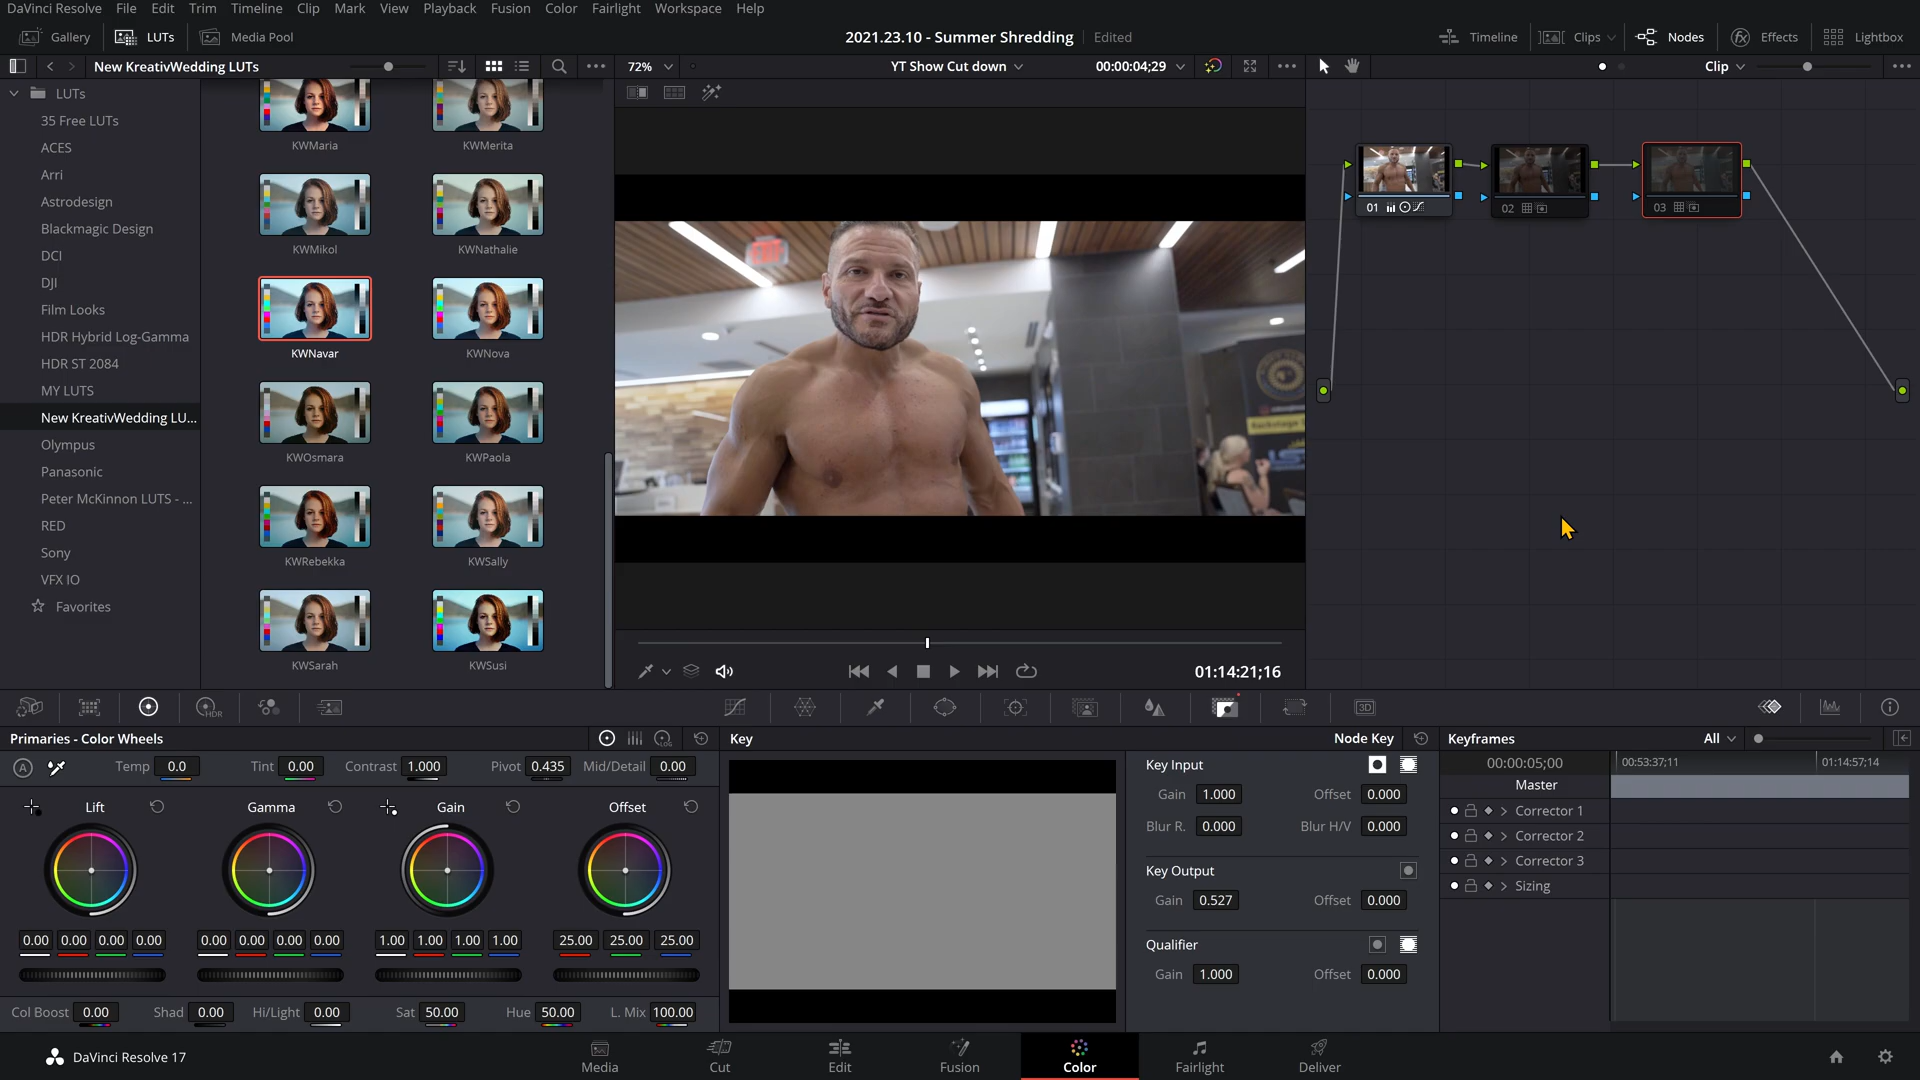 DaVinci Resolve File Edit Trim Timeline Clip Mark View Playback Fusion Color Fairlight Workspace Help
Gallery LUTs Media Pool 2021.23.10 - Summer Shredding Edited Timeline Clips Nodes Effects Lightbox
New KreativWedding LUTs 72% YT Show Cut down 00:00:04;29 Clip
LUTs
35 Free LUTs
ACES
Arri
Astrodesign
Blackmagic Design
DCI
DJI
Film Looks
HDR Hybrid Log-Gamma
HDR ST 2084
MY LUTS
New KreativWedding LU...
Olympus
Panasonic
Peter McKinnon LUTS - ...
RED
Sony
VFX IO
Favorites
KWMaria KWMerita
KWMikol KWNathalie
KWNavar KWNova
KWOsmara KWPaola
KWRebekka KWSally
KWSarah KWSusi
EXIT
Backstage
01 02 03
01:14:21;16
HDR 3D
Primaries - Color Wheels LOG
A Temp 0.0 Tint 0.00 Contrast 1.000 Pivot 0.435 Mid/Detail 0.00
Lift Gamma Gain Offset
0.00 0.00 0.00 0.00 0.00 0.00 0.00 0.00 1.00 1.00 1.00 1.00 25.00 25.00 25.00
Col Boost 0.00 Shad 0.00 Hi/Light 0.00 Sat 50.00 Hue 50.00 L. Mix 100.00
Key Node Key
Key Input
Gain 1.000 Offset 0.000
Blur R. 0.000 Blur H/V 0.000
Key Output
Gain 0.527 Offset 0.000
Qualifier
Gain 1.000 Offset 0.000
Keyframes All
00:00:05;00 00:53:37;11 01:14:57;14
Master
Corrector 1
Corrector 2
Corrector 3
Sizing
DaVinci Resolve 17 Media Cut Edit Fusion Color Fairlight Deliver